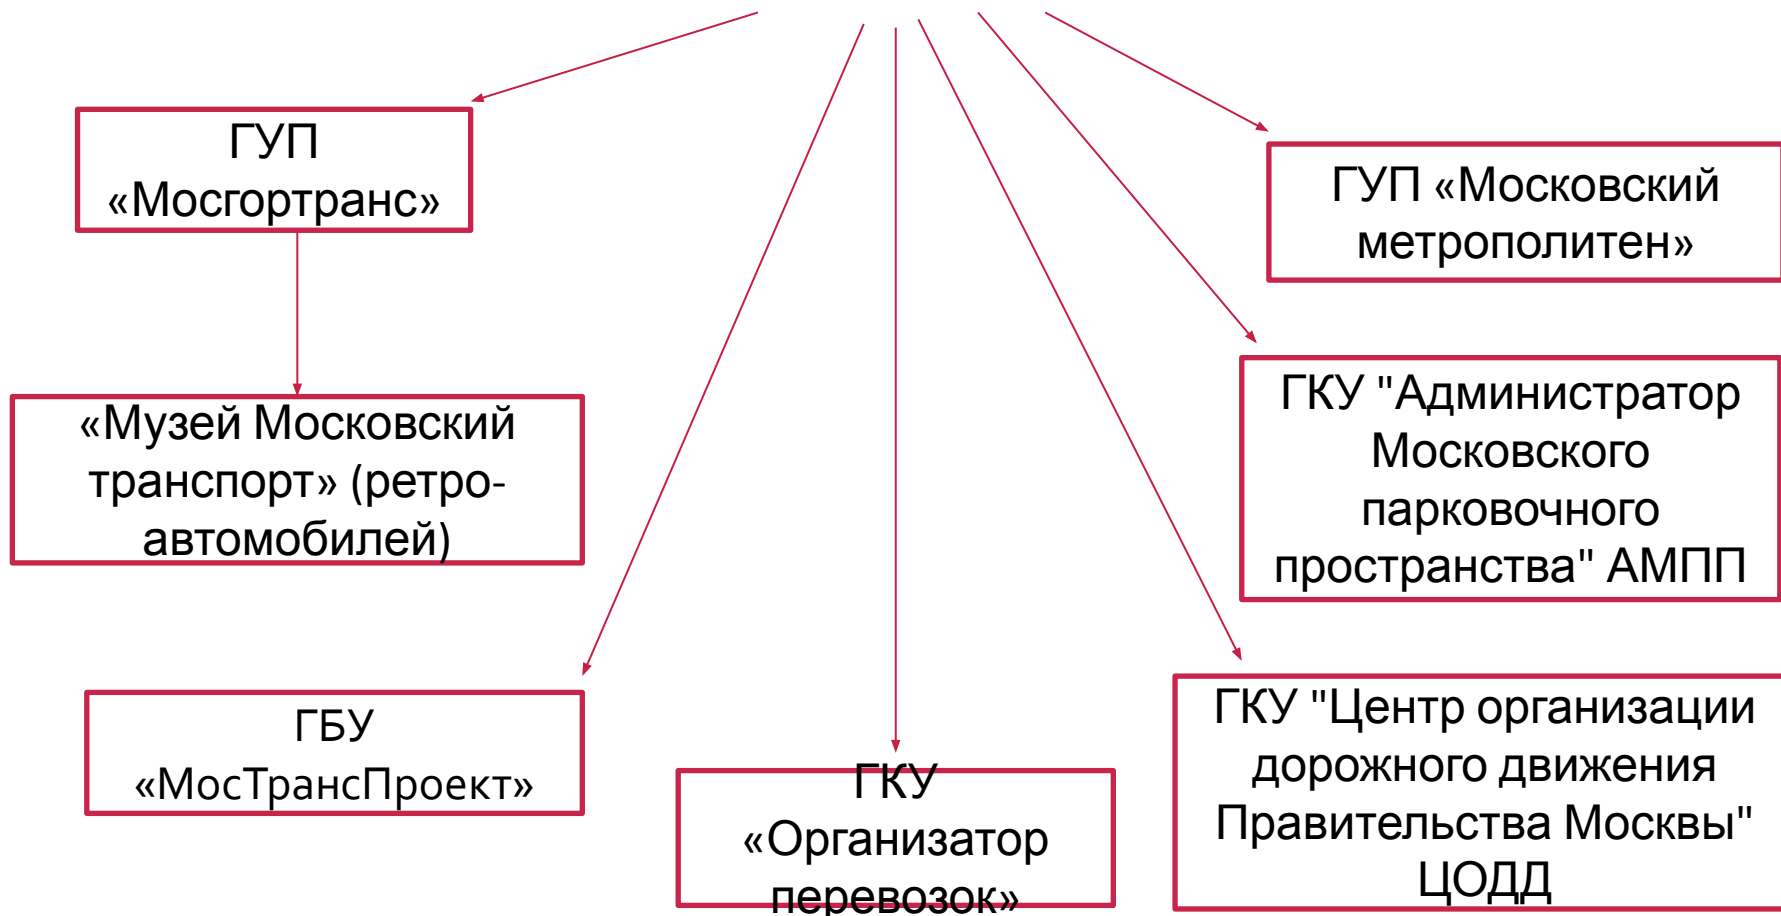 ГУП
«Мосгортранс»
ГУП «Московский
метрополитен»
«Музей Московский
транспорт» (ретро-
автомобилей)
ГКУ "Администратор
Московского
парковочного
пространства" АМПП
ГБУ
«МосТрансПроект»
ГКУ
«Организатор
перевозок»
ГКУ "Центр организации
дорожного движения
Правительства Москвы"
ЦОДД